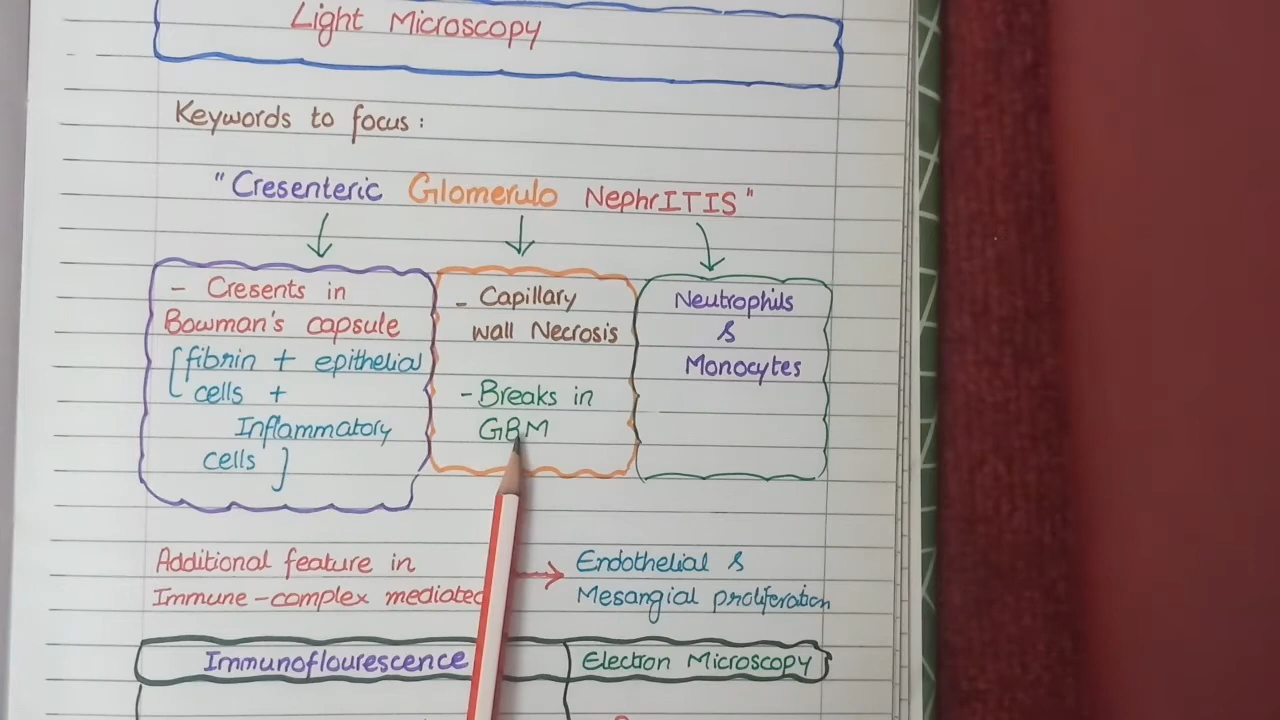 Light Microscopy
Keywords to focus :
"Cresenteric Glomerulo NephrITIS"
- Cresents in
Bowman's capsule
[fibrin + epithelial
cells +
Inflammatory
cells]
- Capillary
wall Necrosis
- Breaks in
GBM
Neutrophils
&
Monocytes
Additional feature in
Immune-complex mediated
→ Endothelial &
Mesangial proliferation
Immunoflourescence
Electron Microscopy